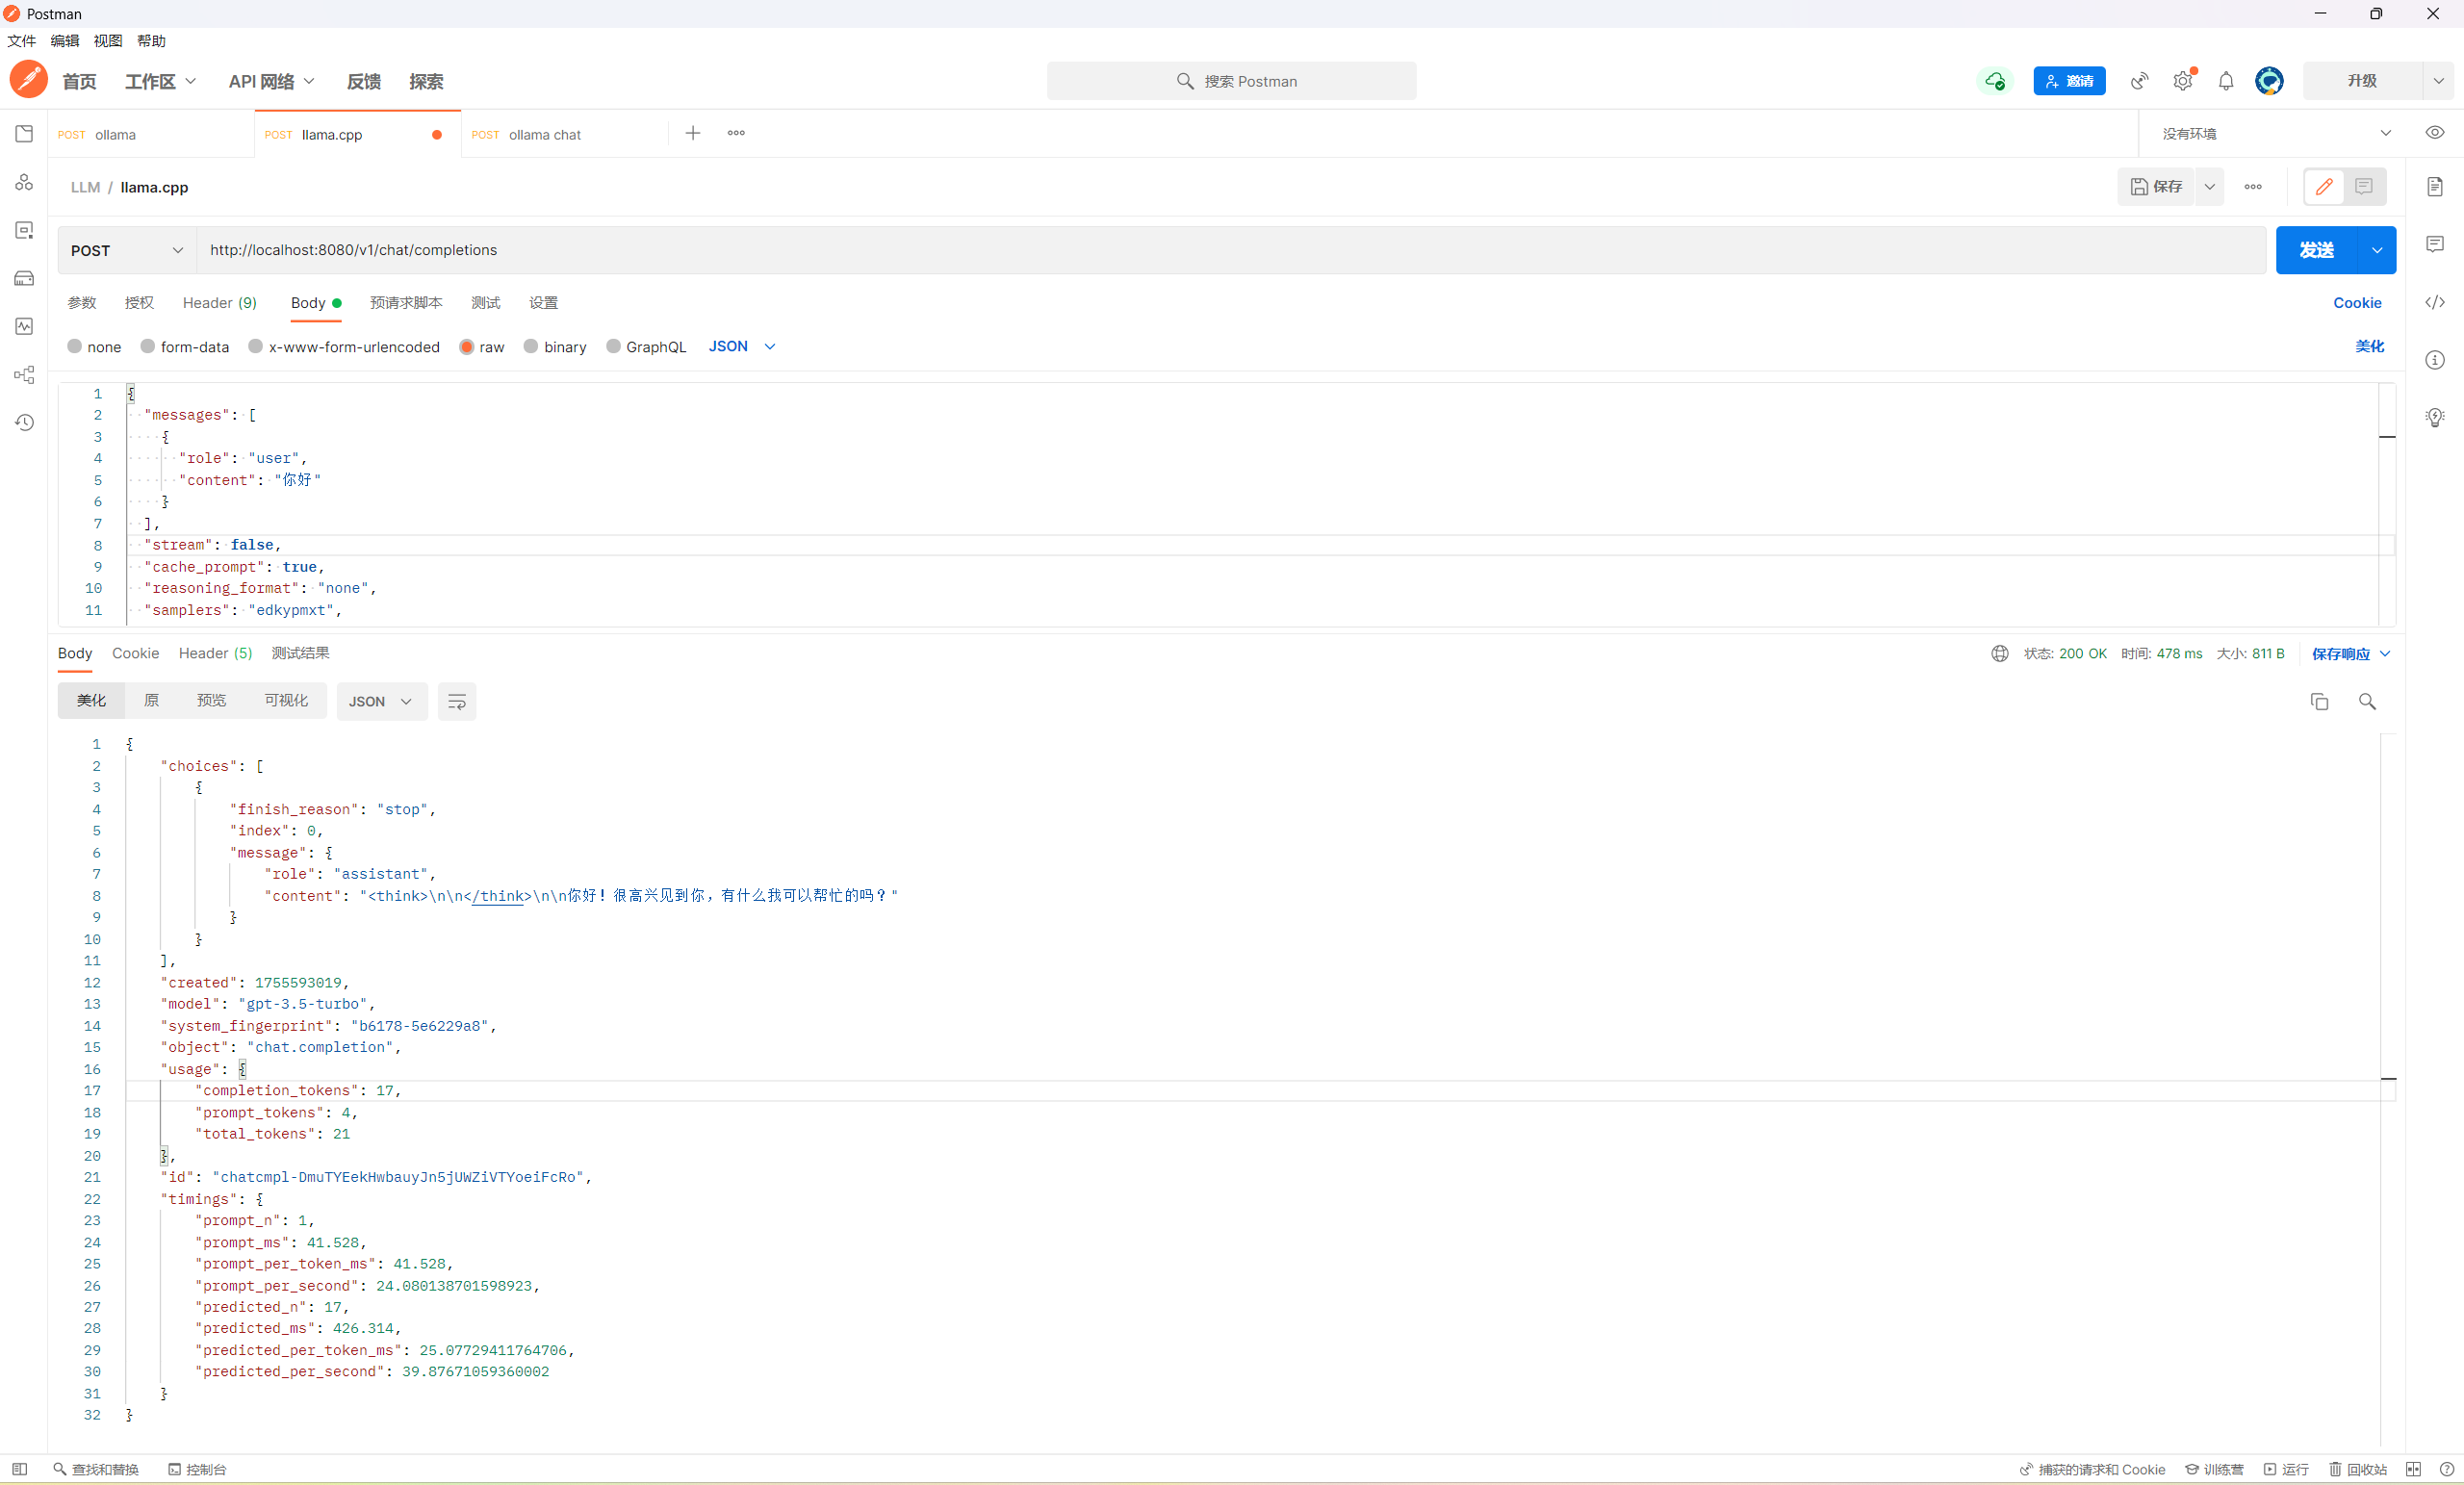 Postman
文件 编辑 视图 帮助
首页 工作区 API 网络 反馈 探索 搜索 Postman 邀请 升级
POST ollama POST llama.cpp POST ollama chat 没有环境
LLM / llama.cpp 保存
POST http://localhost:8080/v1/chat/completions 发送
参数 授权 Header (9) Body 预请求脚本 测试 设置 Cookie
none form-data x-www-form-urlencoded raw binary GraphQL JSON 美化
1 {
2 "messages": [
3 {
4 "role": "user",
5 "content": "你好"
6 }
7 ],
8 "stream": false,
9 "cache_prompt": true,
10 "reasoning_format": "none",
11 "samplers": "edkypmxt",
Body Cookie Header (5) 测试结果 状态: 200 OK 时间: 478 ms 大小: 811 B 保存响应
美化 原 预览 可视化 JSON
1 {
2 "choices": [
3 {
4 "finish_reason": "stop",
5 "index": 0,
6 "message": {
7 "role": "assistant",
8 "content": "<think>\n\n</think>\n\n你好！很高兴见到你，有什么我可以帮忙的吗？"
9 }
10 }
11 ],
12 "created": 1755593019,
13 "model": "gpt-3.5-turbo",
14 "system_fingerprint": "b6178-5e6229a8",
15 "object": "chat.completion",
16 "usage": {
17 "completion_tokens": 17,
18 "prompt_tokens": 4,
19 "total_tokens": 21
20 },
21 "id": "chatcmpl-DmuTYEekHwbauyJn5jUWZiVTYoeiFcRo",
22 "timings": {
23 "prompt_n": 1,
24 "prompt_ms": 41.528,
25 "prompt_per_token_ms": 41.528,
26 "prompt_per_second": 24.080138701598923,
27 "predicted_n": 17,
28 "predicted_ms": 426.314,
29 "predicted_per_token_ms": 25.07729411764706,
30 "predicted_per_second": 39.87671059360002
31 }
32 }
查找和替换 控制台 捕获的请求和 Cookie 训练营 运行 回收站